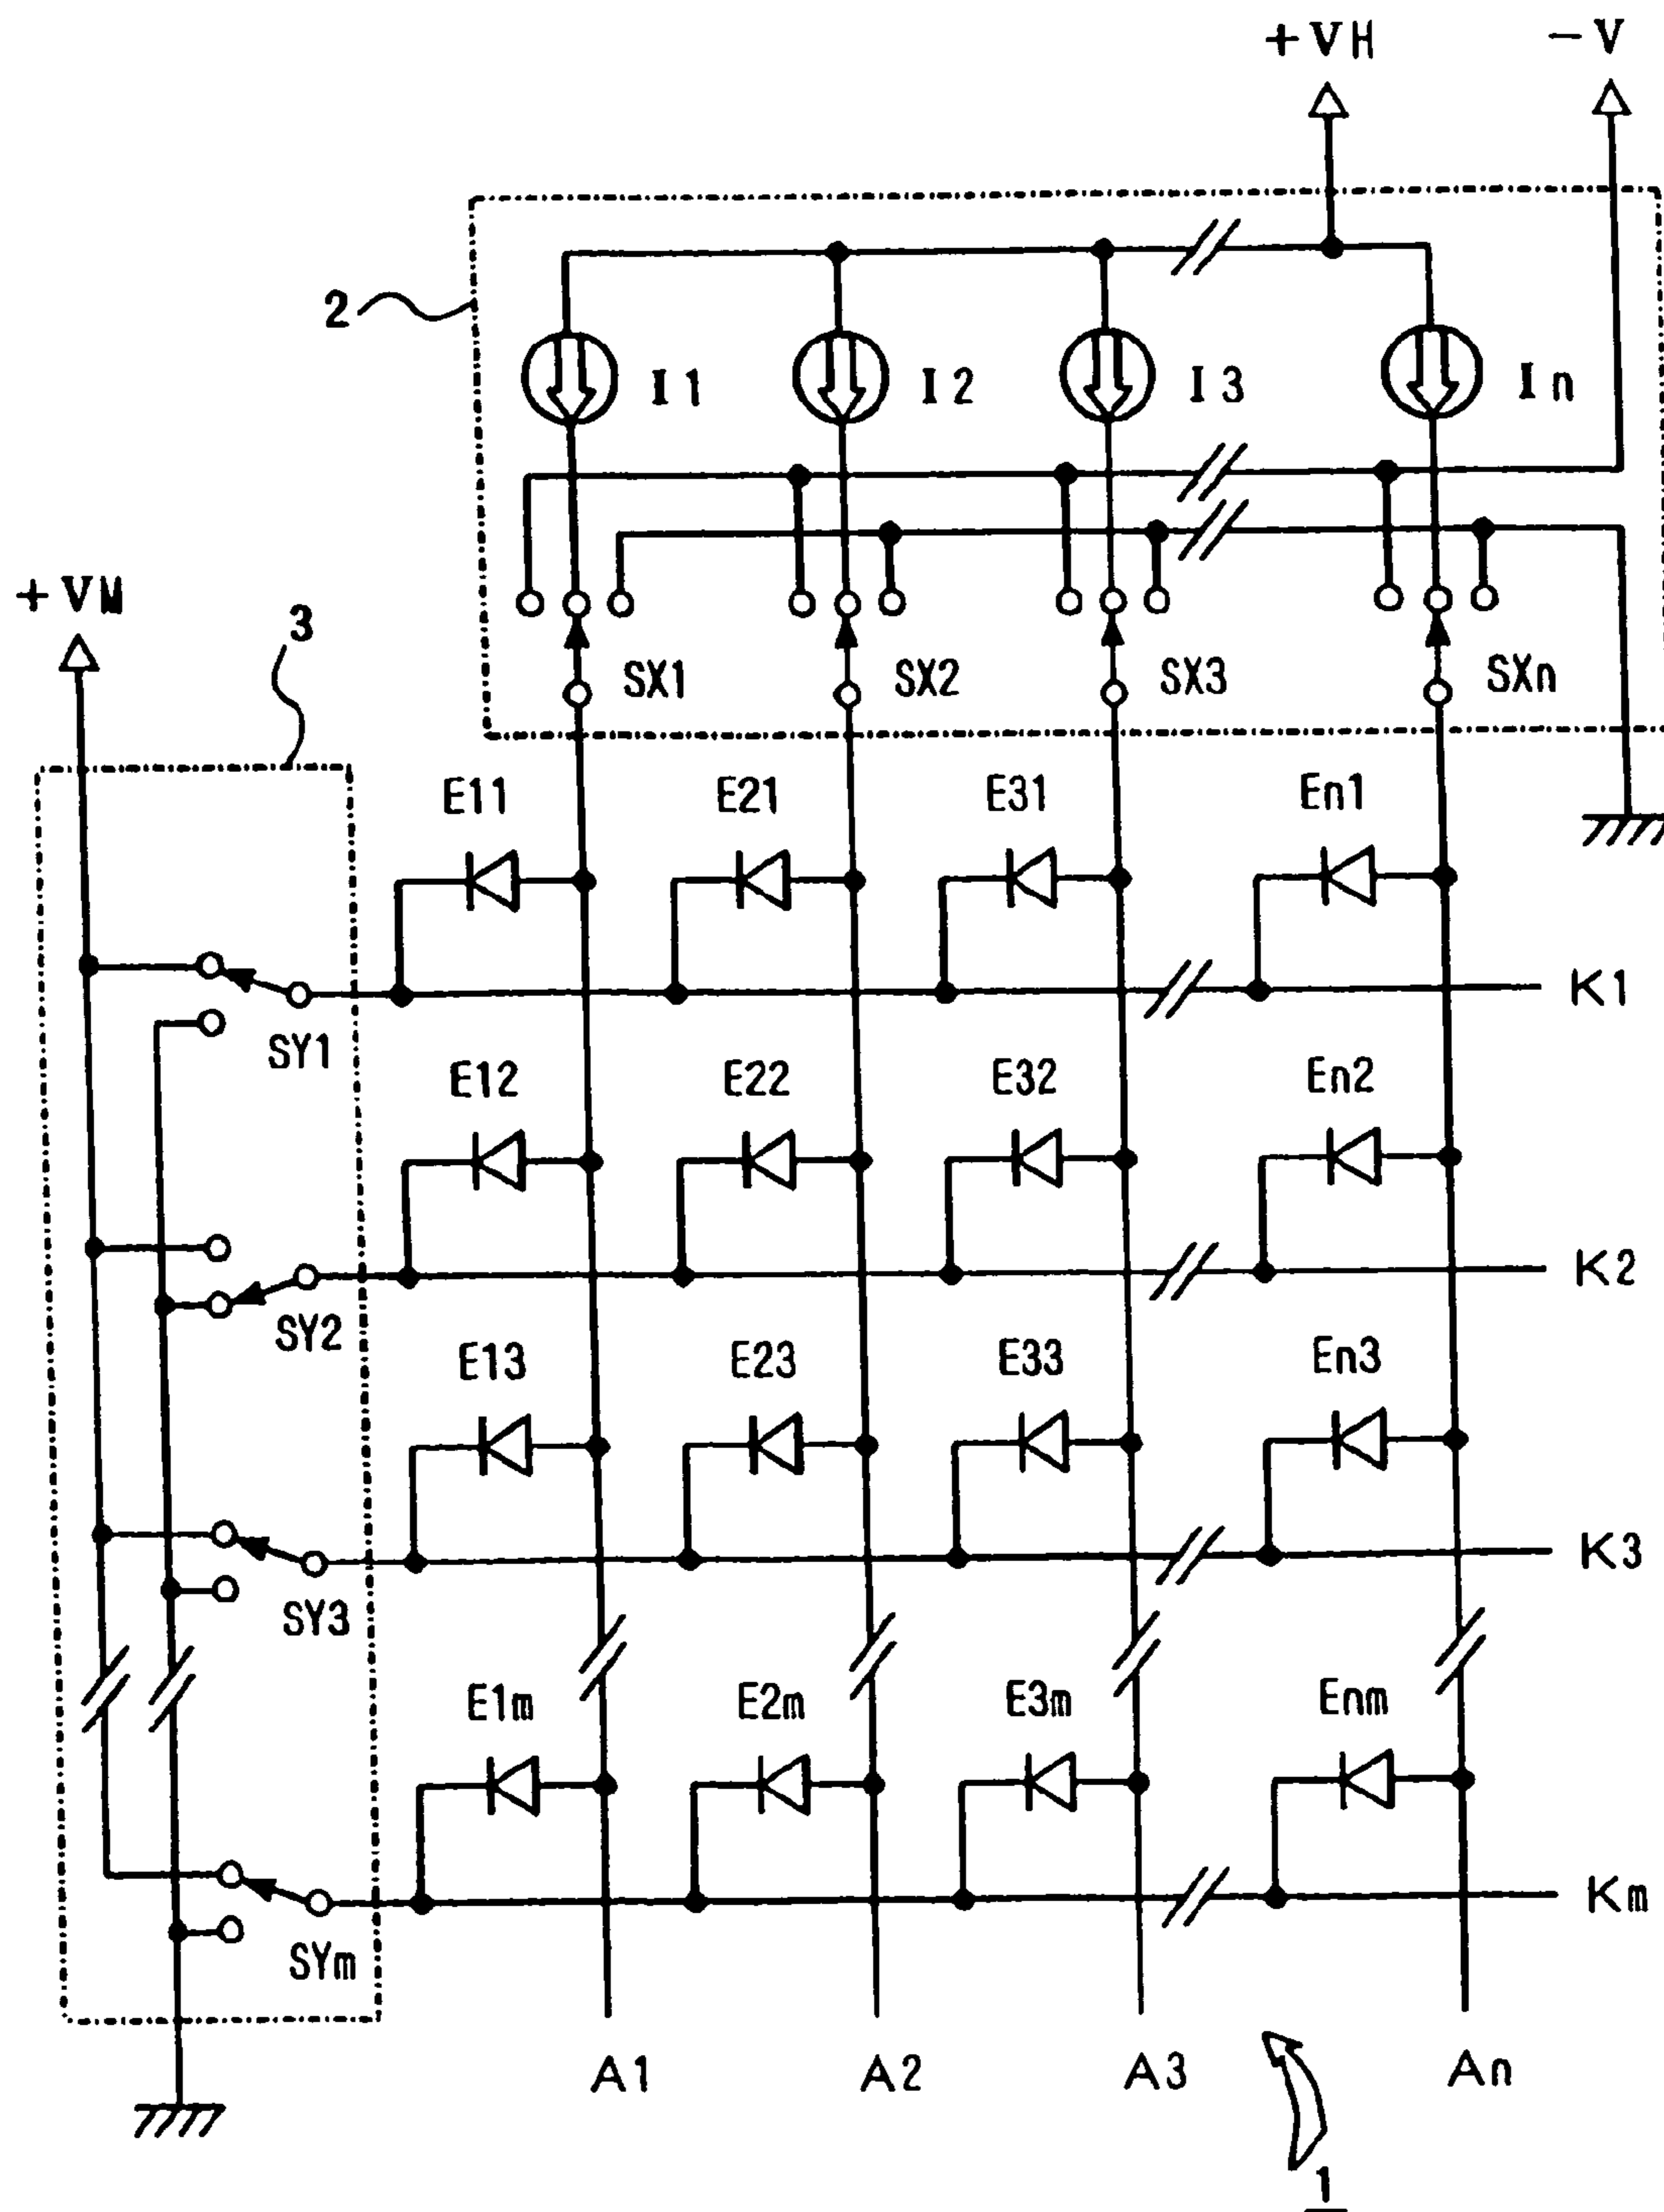 +VH -V
2
I1 I2 I3 In
+VM
3
SX1 SX2 SX3 SXn
E11 E21 E31 En1
K1
SY1
E12 E22 E32 En2
K2
SY2
E13 E23 E33 En3
K3
SY3
E1m E2m E3m Enm
Km
SYm
A1 A2 A3 An
1